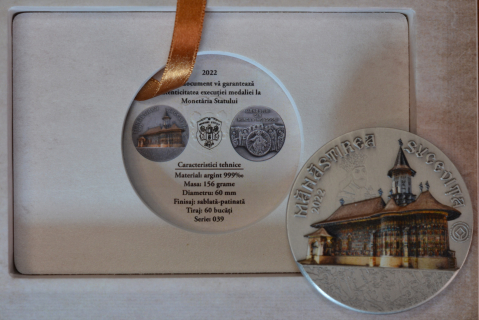 2022
document vă garantează
autenticitatea execuției medaliei la
Monetăria Statului
Caracteristici tehnice
Material: argint 999‰
Masa: 156 grame
Diametru: 60 mm
Finisaj: sablată-patinată
Tiraj: 60 bucăți
Serie: 039
MĂNĂSTIREA SUCEVIȚA
2022